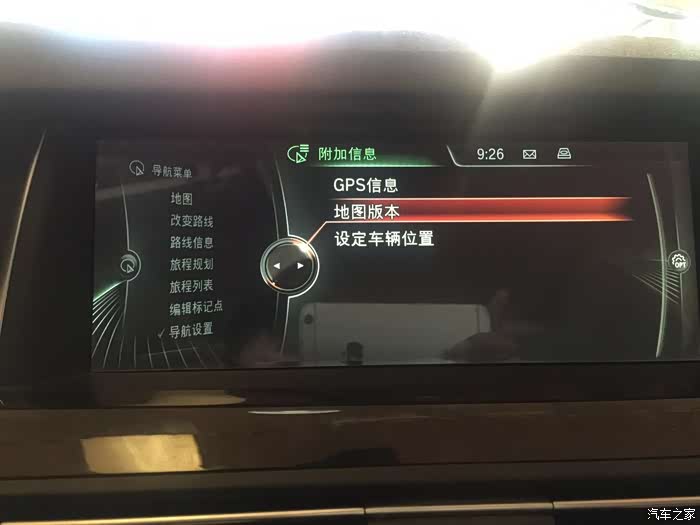 附加信息
9:26
导航菜单
地图
改变路线
路线信息
旅程规划
旅程列表
编辑标记点
导航设置
GPS信息
地图版本
设定车辆位置
OPT
汽车之家